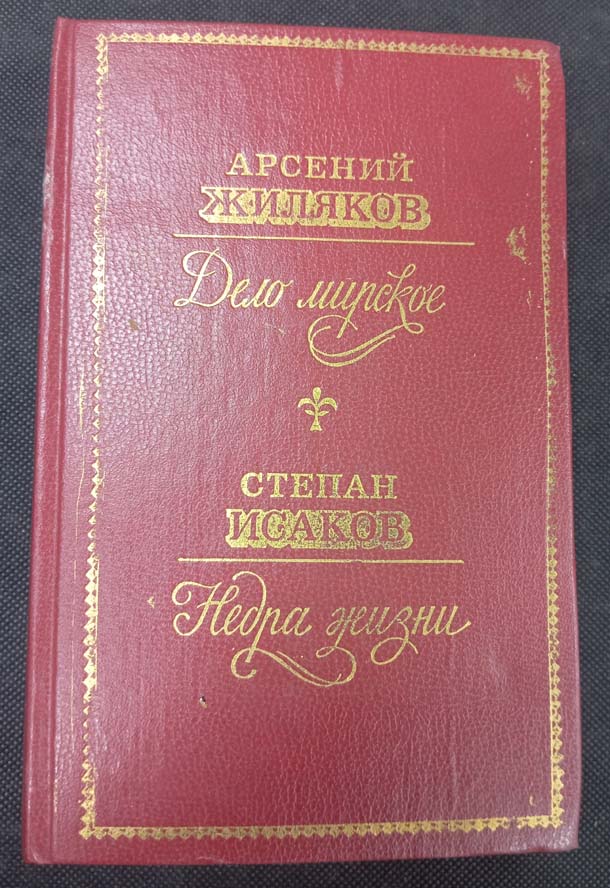 АРСЕНИЙ
ЖИЛЯКОВ
Дело мирское
СТЕПАН
ИСАКОВ
Недра жизни